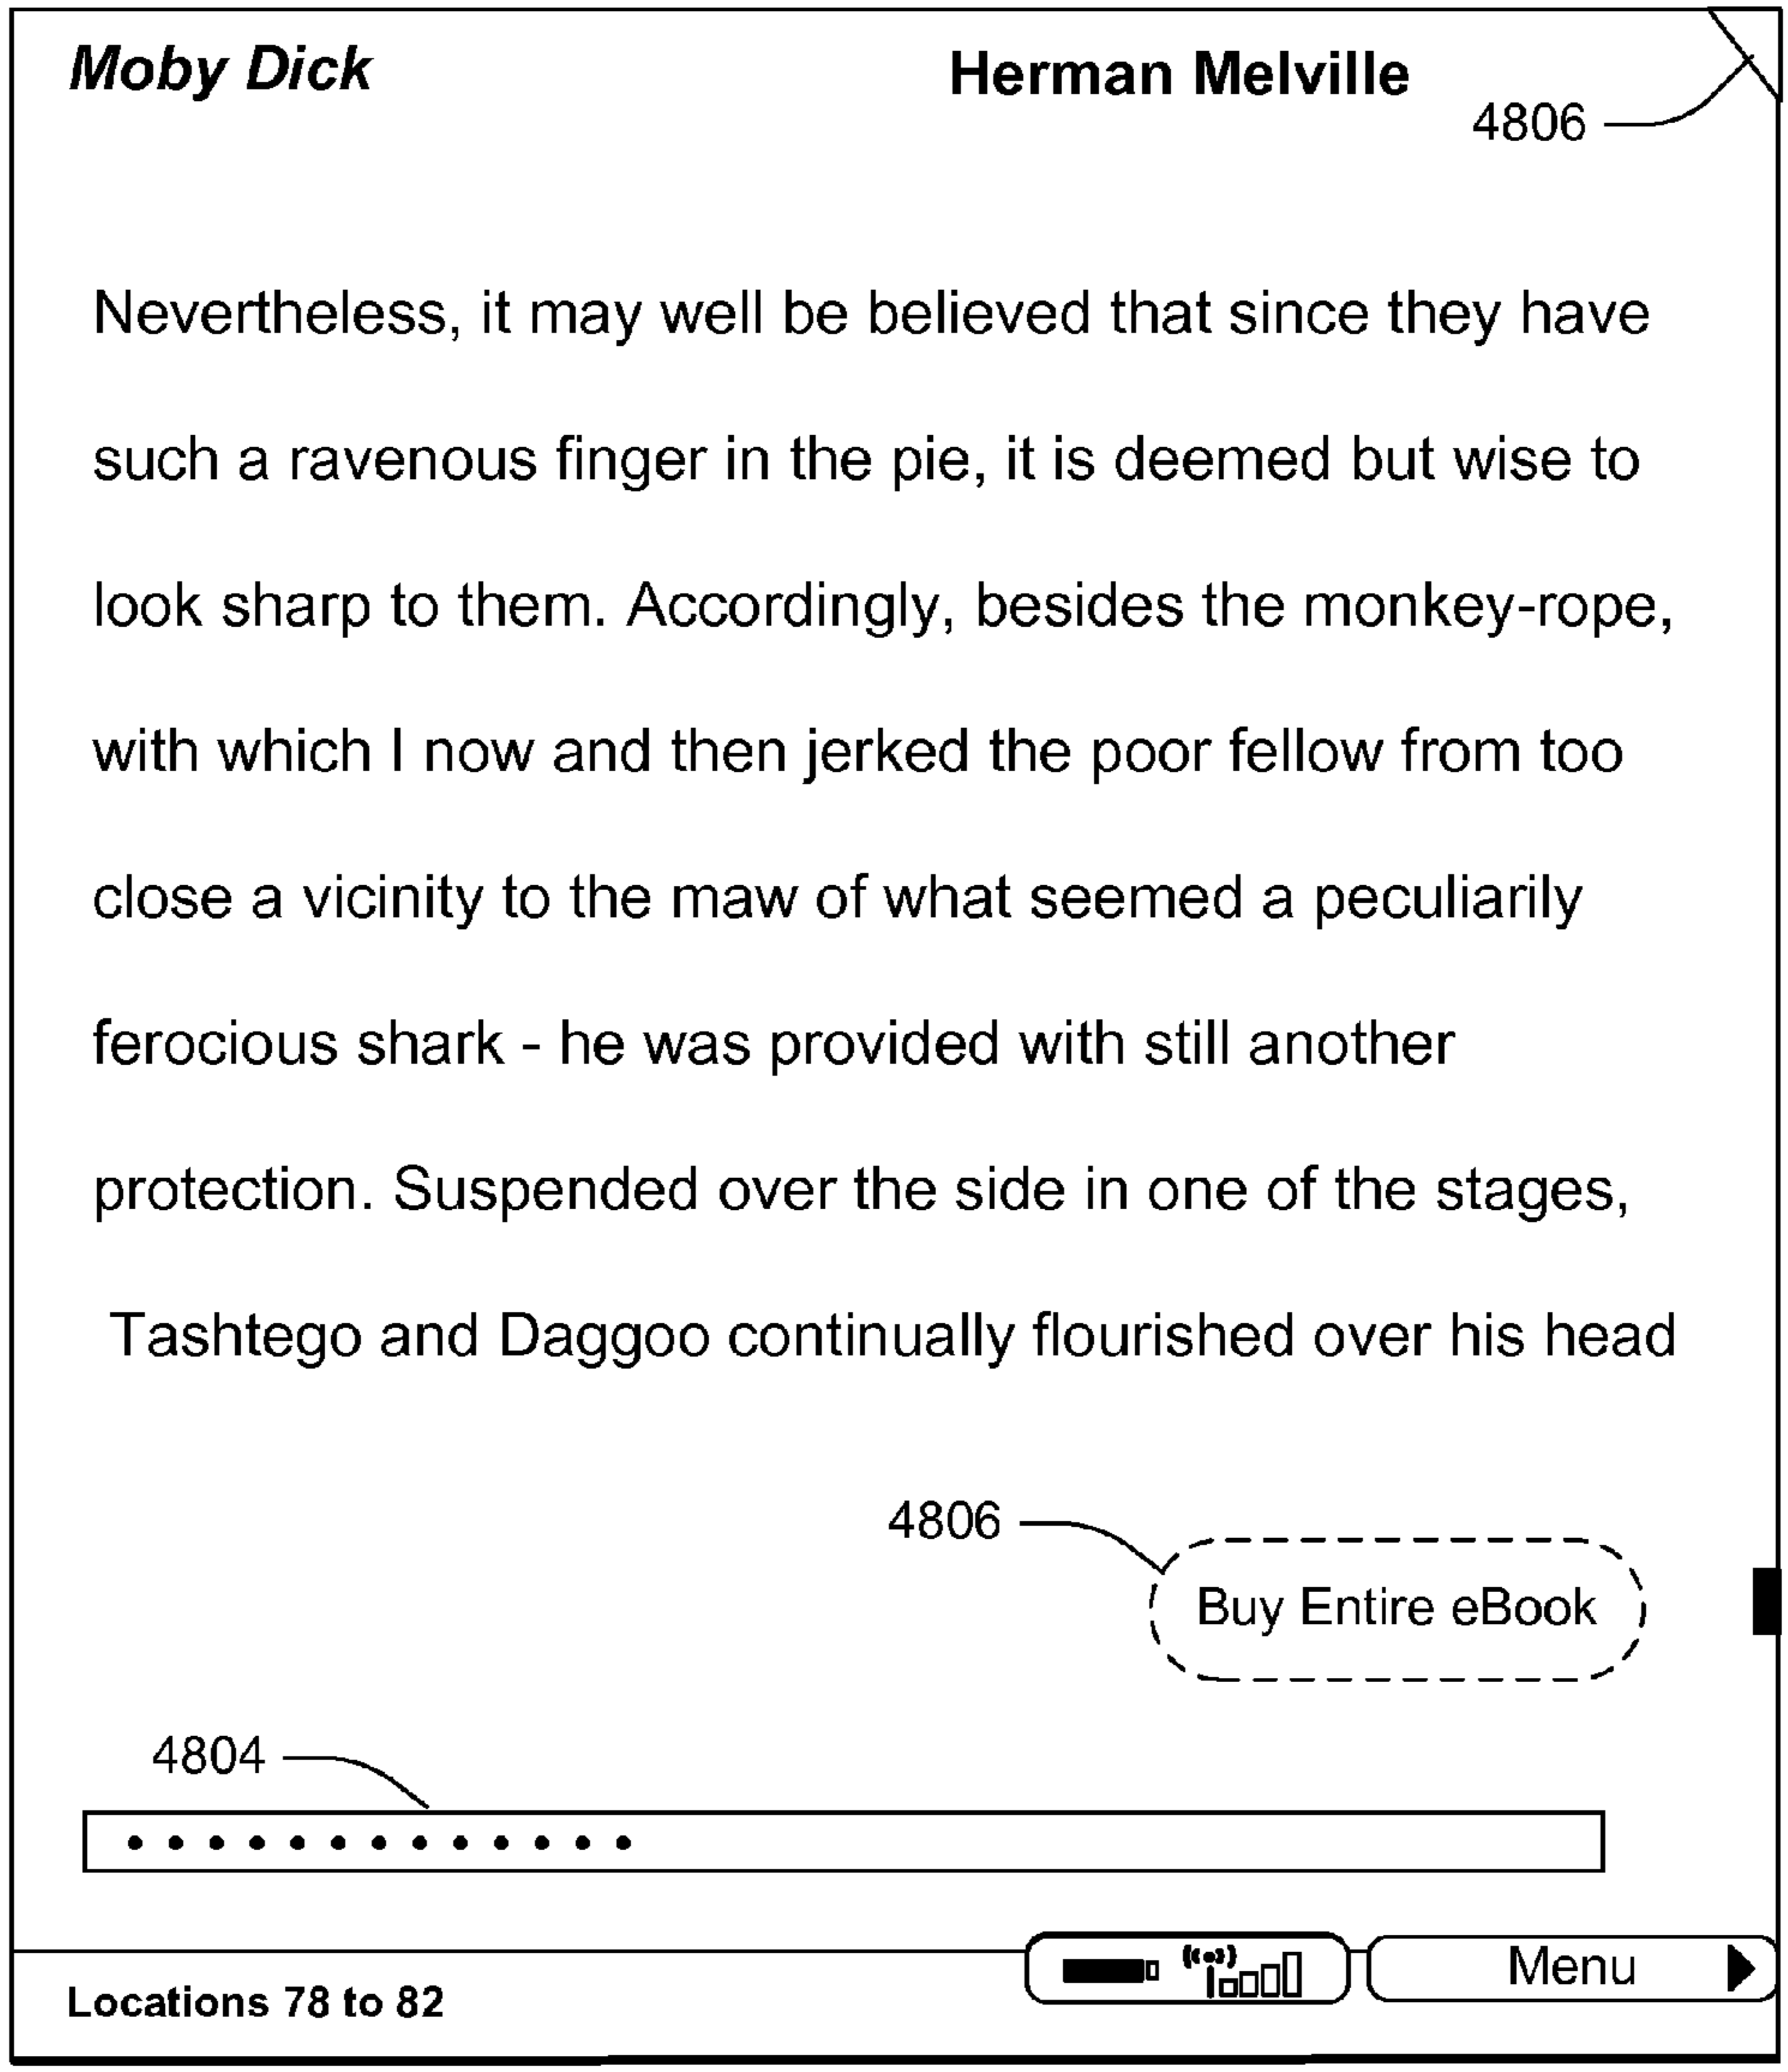 Moby Dick
Herman Melville
4806
Nevertheless, it may well be believed that since they have
such a ravenous finger in the pie, it is deemed but wise to
look sharp to them. Accordingly, besides the monkey-rope,
with which I now and then jerked the poor fellow from too
close a vicinity to the maw of what seemed a peculiarily
ferocious shark - he was provided with still another
protection. Suspended over the side in one of the stages,
Tashtego and Daggoo continually flourished over his head
4806
Buy Entire eBook
4804
Menu
Locations 78 to 82